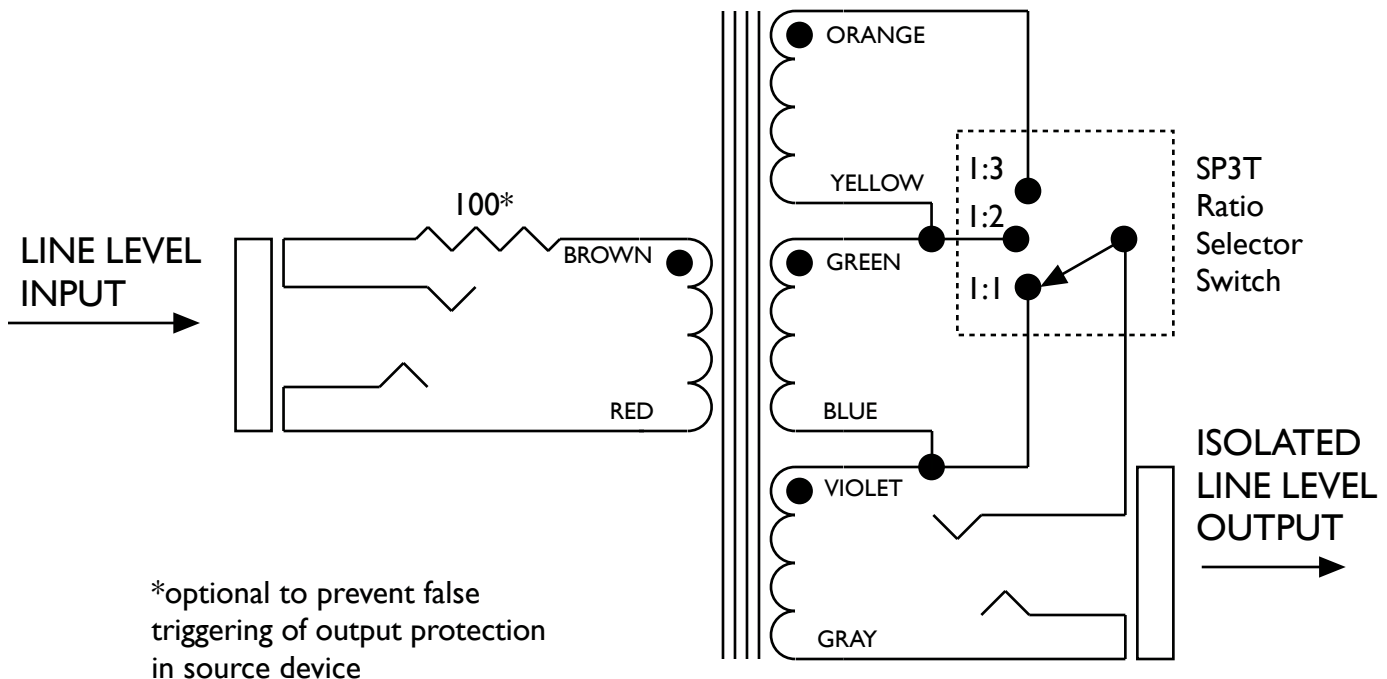 ORANGE
YELLOW
1:3
1:2
1:1
SP3T
Ratio
Selector
Switch
100*
LINE LEVEL
INPUT
BROWN
GREEN
RED
BLUE
VIOLET
GRAY
ISOLATED
LINE LEVEL
OUTPUT
*optional to prevent false
triggering of output protection
in source device